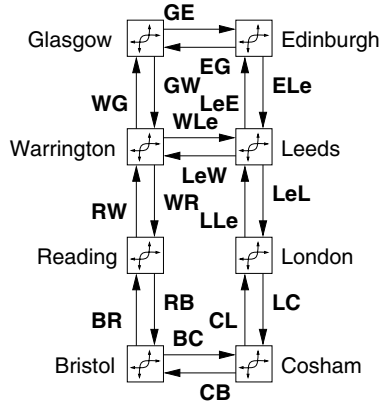 GE
Glasgow Edinburgh
EG
WG GW LeE ELe
WLe
Warrington Leeds
LeW
RW WR LLe LeL
Reading London
BR RB CL LC
BC
Bristol Cosham
CB